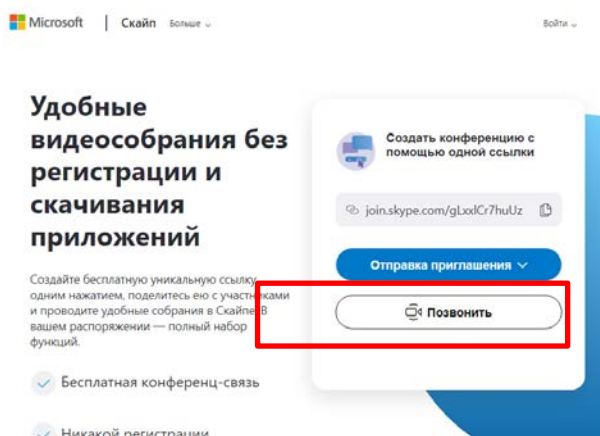 Microsoft | Скайп Больше Войти
Удобные
видеособрания без
регистрации и
скачивания
приложений
Создайте бесплатную уникальную ссылку
одним нажатием, поделитесь ею с участниками
и проводите удобные собрания в Скайпе. В
вашем распоряжении — полный набор
функций.
Бесплатная конференц-связь
Никакой регистрации
Создать конференцию с
помощью одной ссылки
join.skype.com/gLxxlCr7huUz
Отправка приглашения
Позвонить